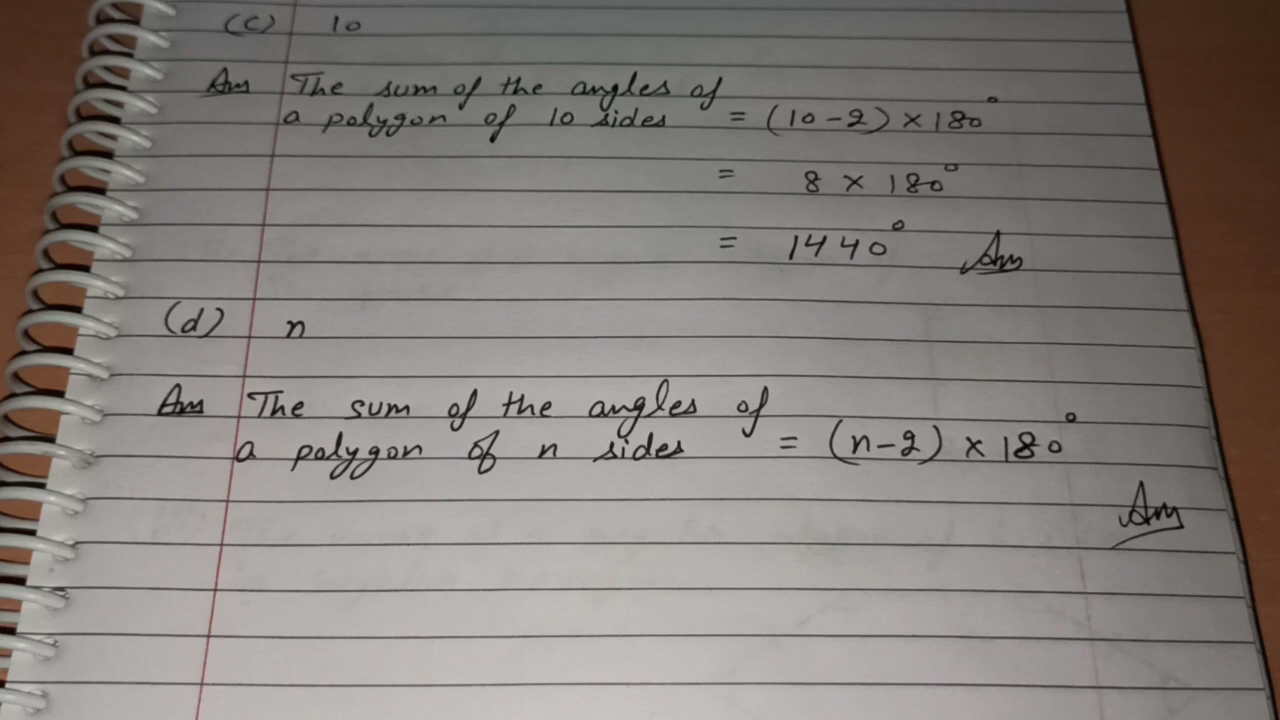 (c) 10
Ans The sum of the angles of
a polygon of 10 sides = (10-2) × 180°
= 8 × 180°
= 1440° Ans
(d) n
Ans The sum of the angles of
a polygon of n sides = (n-2) × 180°
Ans